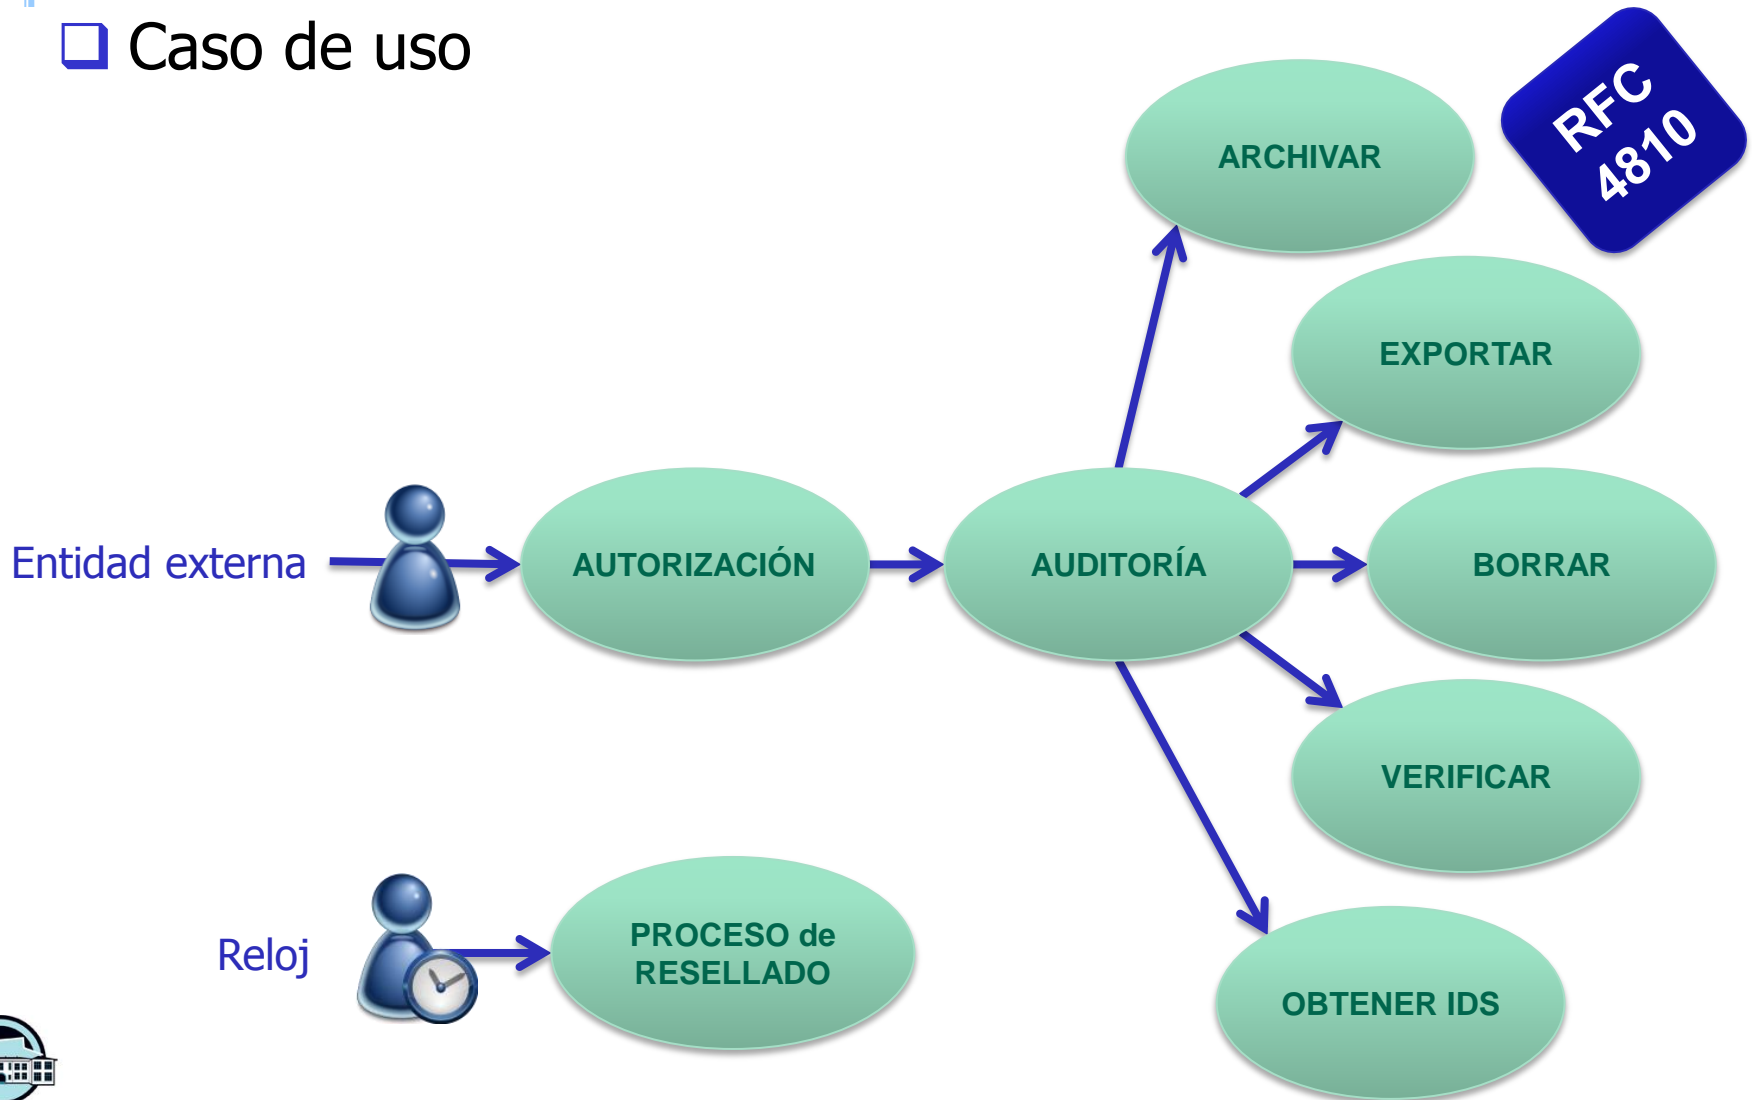 Caso de uso
RFC
4810
ARCHIVAR
EXPORTAR
Entidad externa
AUTORIZACIÓN
AUDITORÍA
BORRAR
VERIFICAR
Reloj
PROCESO de
RESELLADO
OBTENER IDS